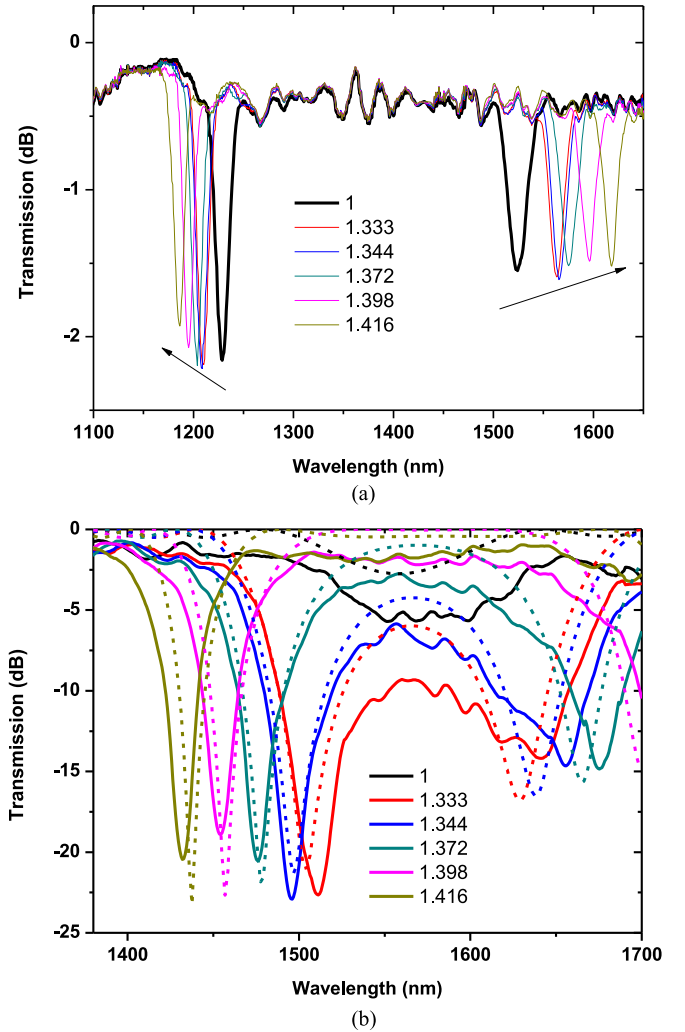 0
-1
-2
Transmission (dB)
1
1.333
1.344
1.372
1.398
1.416
1100 1200 1300 1400 1500 1600
Wavelength (nm)
(a)
0
-5
-10
-15
-20
-25
Transmission (dB)
1
1.333
1.344
1.372
1.398
1.416
1400 1500 1600 1700
Wavelength (nm)
(b)